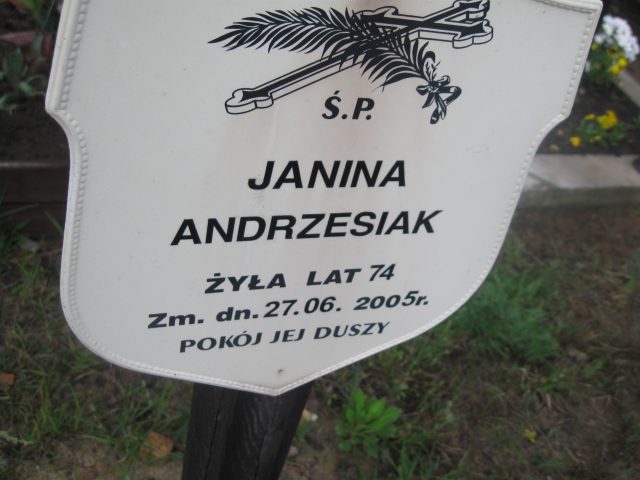 Ś.P.
JANINA
ANDRZESIAK
ŻYŁA LAT 74
Zm. dn. 27.06. 2005r.
POKÓJ JEJ DUSZY